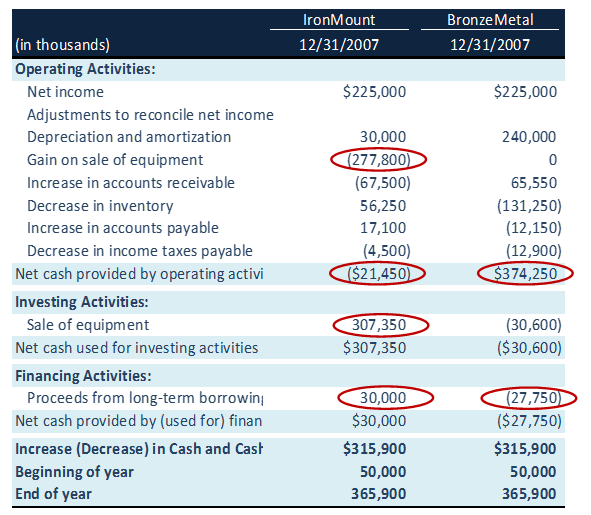 IronMount BronzeMetal
(in thousands) 12/31/2007 12/31/2007
Operating Activities:
Net income $225,000 $225,000
Adjustments to reconcile net income
Depreciation and amortization 30,000 240,000
Gain on sale of equipment (277,800) 0
Increase in accounts receivable (67,500) 65,550
Decrease in inventory 56,250 (131,250)
Increase in accounts payable 17,100 (12,150)
Decrease in income taxes payable (4,500) (12,900)
Net cash provided by operating activi ($21,450) $374,250
Investing Activities:
Sale of equipment 307,350 (30,600)
Net cash used for investing activities $307,350 ($30,600)
Financing Activities:
Proceeds from long-term borrowing 30,000 (27,750)
Net cash provided by (used for) finan $30,000 ($27,750)
Increase (Decrease) in Cash and Cash $315,900 $315,900
Beginning of year 50,000 50,000
End of year 365,900 365,900